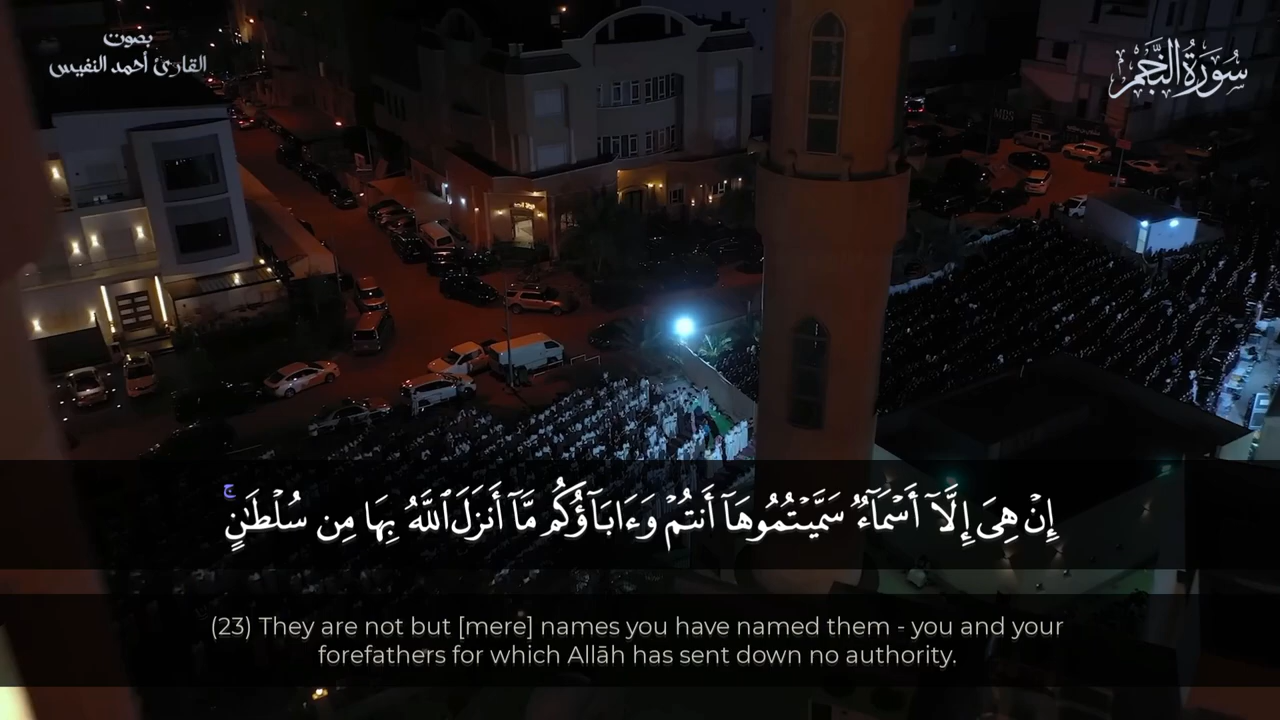 بصوت
القارئ أحمد النفيس
سُورَةُ النَّجْمِ
إِنْ هِىَ إِلَّآ أَسْمَآءٌ سَمَّيْتُمُوهَآ أَنتُمْ وَءَابَآؤُكُم مَّآ أَنزَلَ ٱللَّهُ بِهَا مِن سُلْطَٰنٍ ۚ
(23) They are not but [mere] names you have named them - you and your
forefathers for which Allāh has sent down no authority.